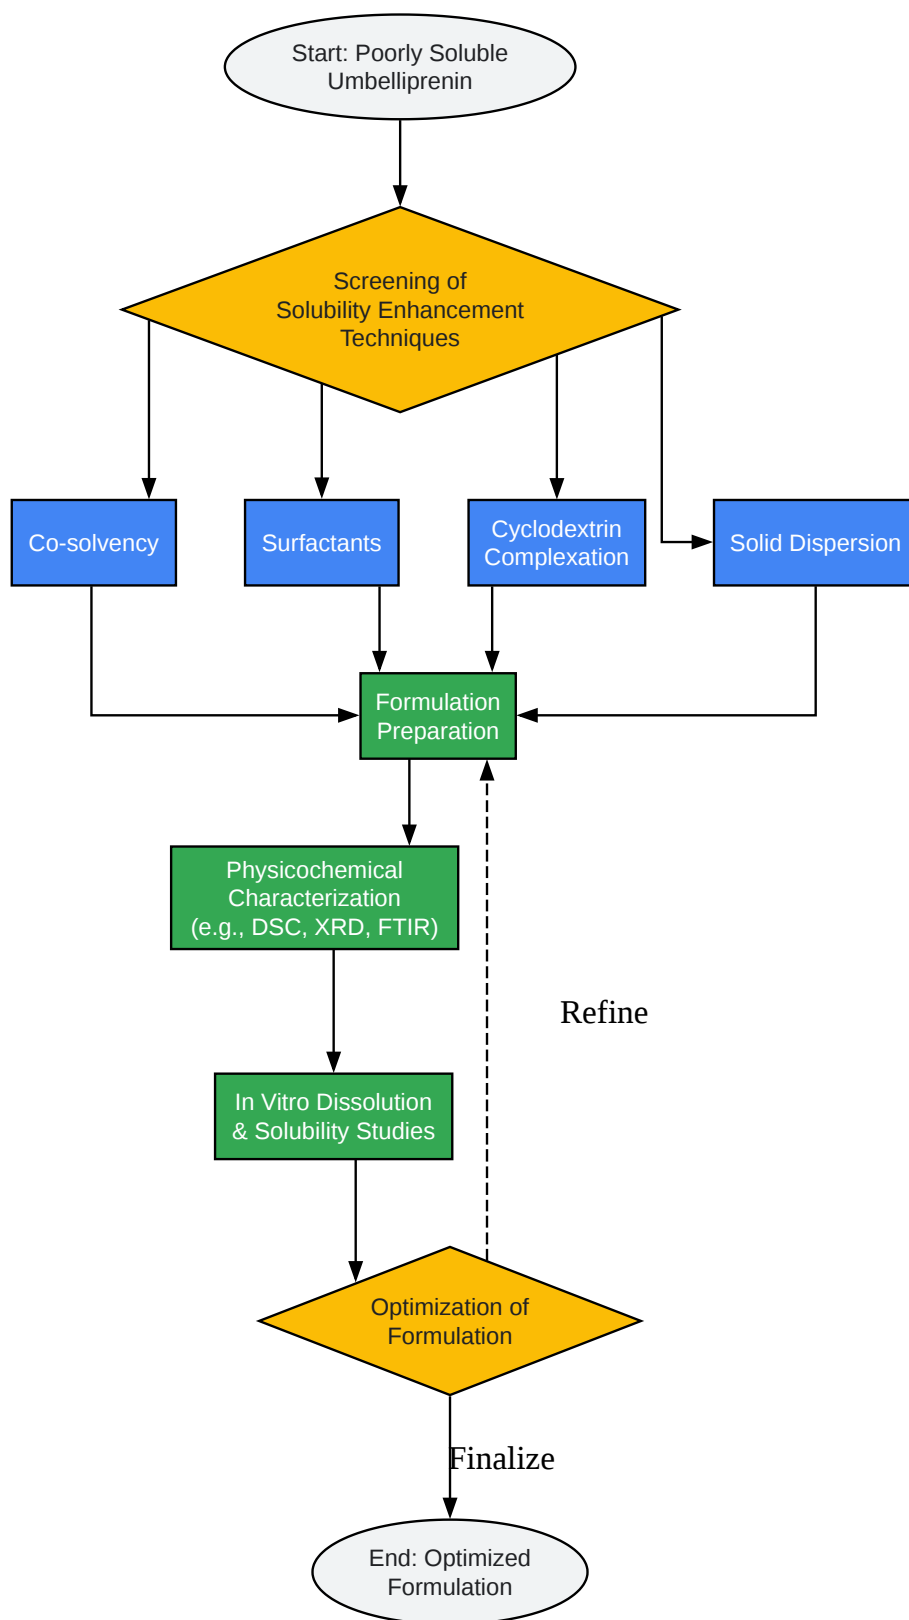 Start: Poorly Soluble
Umbelliprenin
Screening of
Solubility Enhancement
Techniques
Co-solvency
Surfactants
Cyclodextrin
Complexation
Solid Dispersion
Formulation
Preparation
Physicochemical
Characterization
(e.g., DSC, XRD, FTIR)
Refine
In Vitro Dissolution
& Solubility Studies
Optimization of
Formulation
Finalize
End: Optimized
Formulation